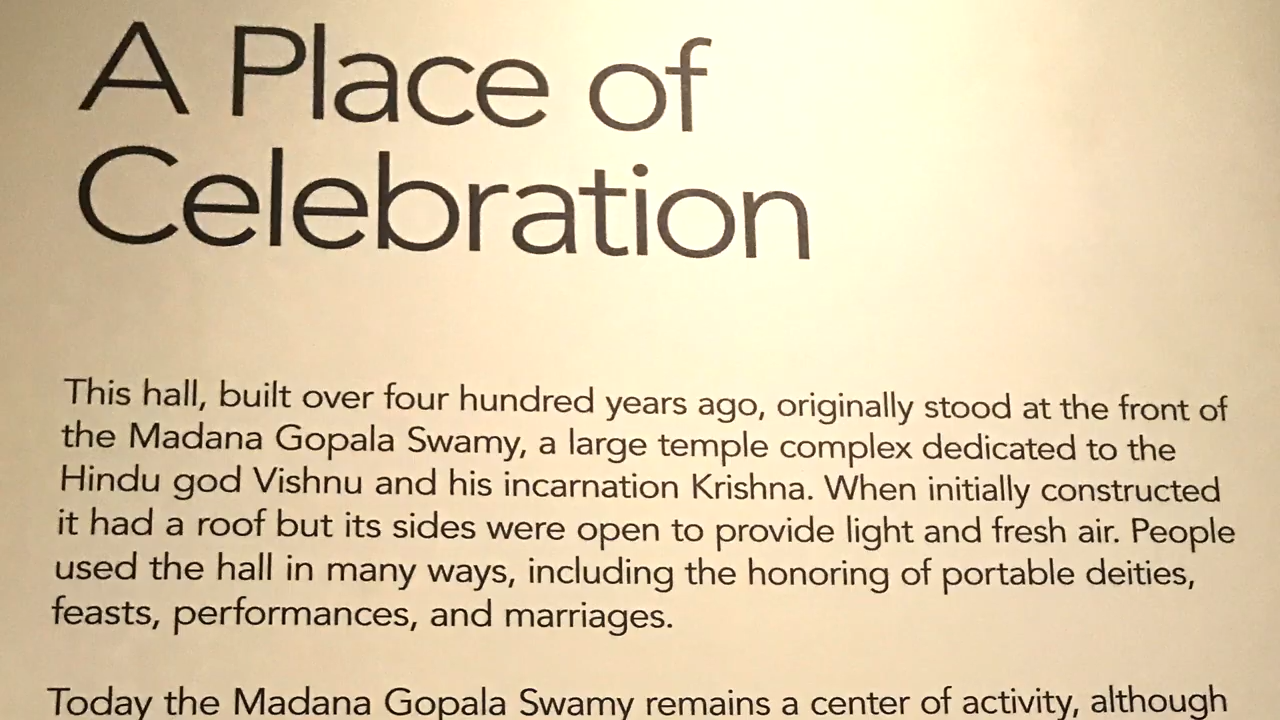 A Place of
Celebration
This hall, built over four hundred years ago, originally stood at the front of
the Madana Gopala Swamy, a large temple complex dedicated to the
Hindu god Vishnu and his incarnation Krishna. When initially constructed
it had a roof but its sides were open to provide light and fresh air. People
used the hall in many ways, including the honoring of portable deities,
feasts, performances, and marriages.
Today the Madana Gopala Swamy remains a center of activity, although